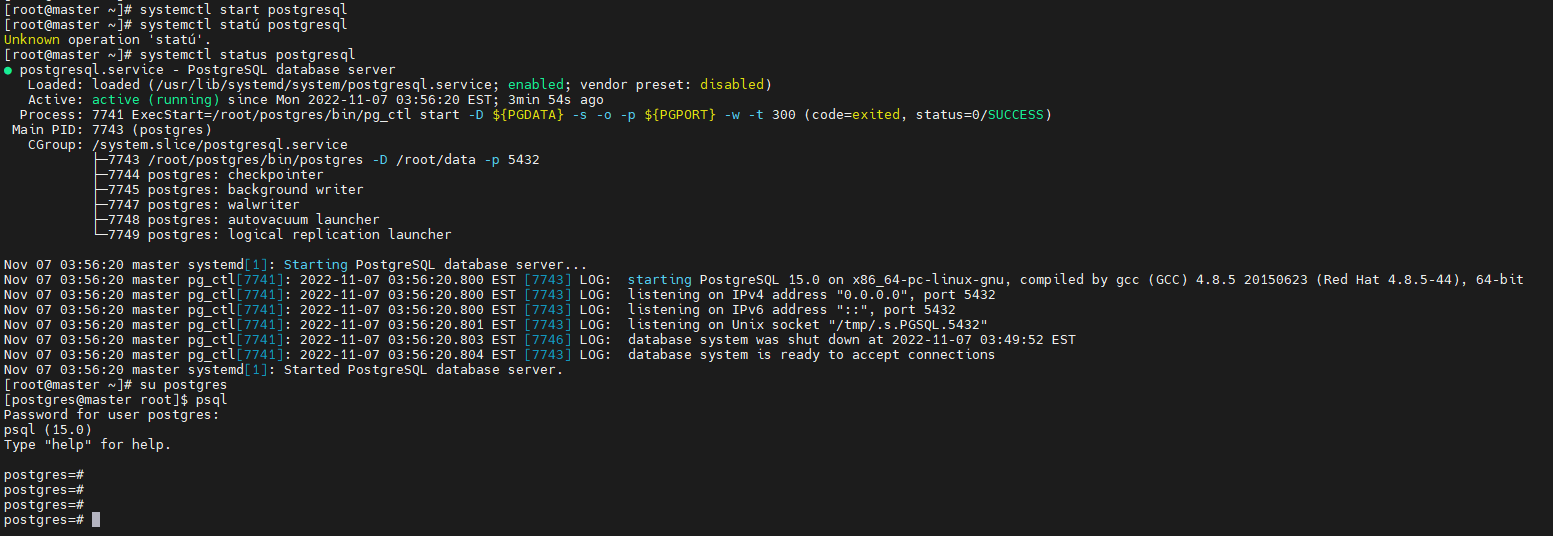 [root@master ~]# systemctl start postgresql
[root@master ~]# systemctl statú postgresql
Unknown operation 'statú'.
[root@master ~]# systemctl status postgresql
● postgresql.service - PostgreSQL database server
   Loaded: loaded (/usr/lib/systemd/system/postgresql.service; enabled; vendor preset: disabled)
   Active: active (running) since Mon 2022-11-07 03:56:20 EST; 3min 54s ago
  Process: 7741 ExecStart=/root/postgres/bin/pg_ctl start -D ${PGDATA} -s -o -p ${PGPORT} -w -t 300 (code=exited, status=0/SUCCESS)
 Main PID: 7743 (postgres)
   CGroup: /system.slice/postgresql.service
           ├─7743 /root/postgres/bin/postgres -D /root/data -p 5432
           ├─7744 postgres: checkpointer
           ├─7745 postgres: background writer
           ├─7747 postgres: walwriter
           ├─7748 postgres: autovacuum launcher
           └─7749 postgres: logical replication launcher
Nov 07 03:56:20 master systemd[1]: Starting PostgreSQL database server...
Nov 07 03:56:20 master pg_ctl[7741]: 2022-11-07 03:56:20.800 EST [7743] LOG:  starting PostgreSQL 15.0 on x86_64-pc-linux-gnu, compiled by gcc (GCC) 4.8.5 20150623 (Red Hat 4.8.5-44), 64-bit
Nov 07 03:56:20 master pg_ctl[7741]: 2022-11-07 03:56:20.800 EST [7743] LOG:  listening on IPv4 address "0.0.0.0", port 5432
Nov 07 03:56:20 master pg_ctl[7741]: 2022-11-07 03:56:20.800 EST [7743] LOG:  listening on IPv6 address "::", port 5432
Nov 07 03:56:20 master pg_ctl[7741]: 2022-11-07 03:56:20.801 EST [7743] LOG:  listening on Unix socket "/tmp/.s.PGSQL.5432"
Nov 07 03:56:20 master pg_ctl[7741]: 2022-11-07 03:56:20.803 EST [7746] LOG:  database system was shut down at 2022-11-07 03:49:52 EST
Nov 07 03:56:20 master pg_ctl[7741]: 2022-11-07 03:56:20.804 EST [7743] LOG:  database system is ready to accept connections
Nov 07 03:56:20 master systemd[1]: Started PostgreSQL database server.
[root@master ~]# su postgres
[postgres@master root]$ psql
Password for user postgres:
psql (15.0)
Type "help" for help.
postgres=#
postgres=#
postgres=#
postgres=#